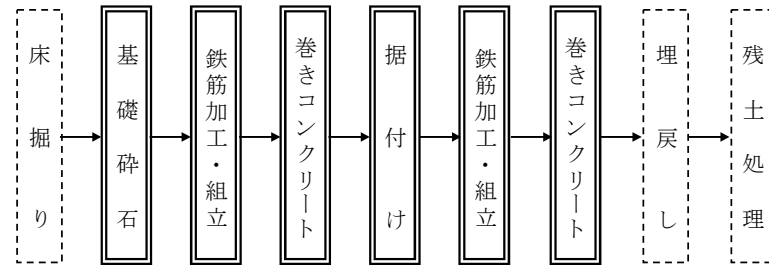 床掘り
基礎砕石
鉄筋加工・組立
巻きコンクリート
据付け
鉄筋加工・組立
巻きコンクリート
埋戻し
残土処理